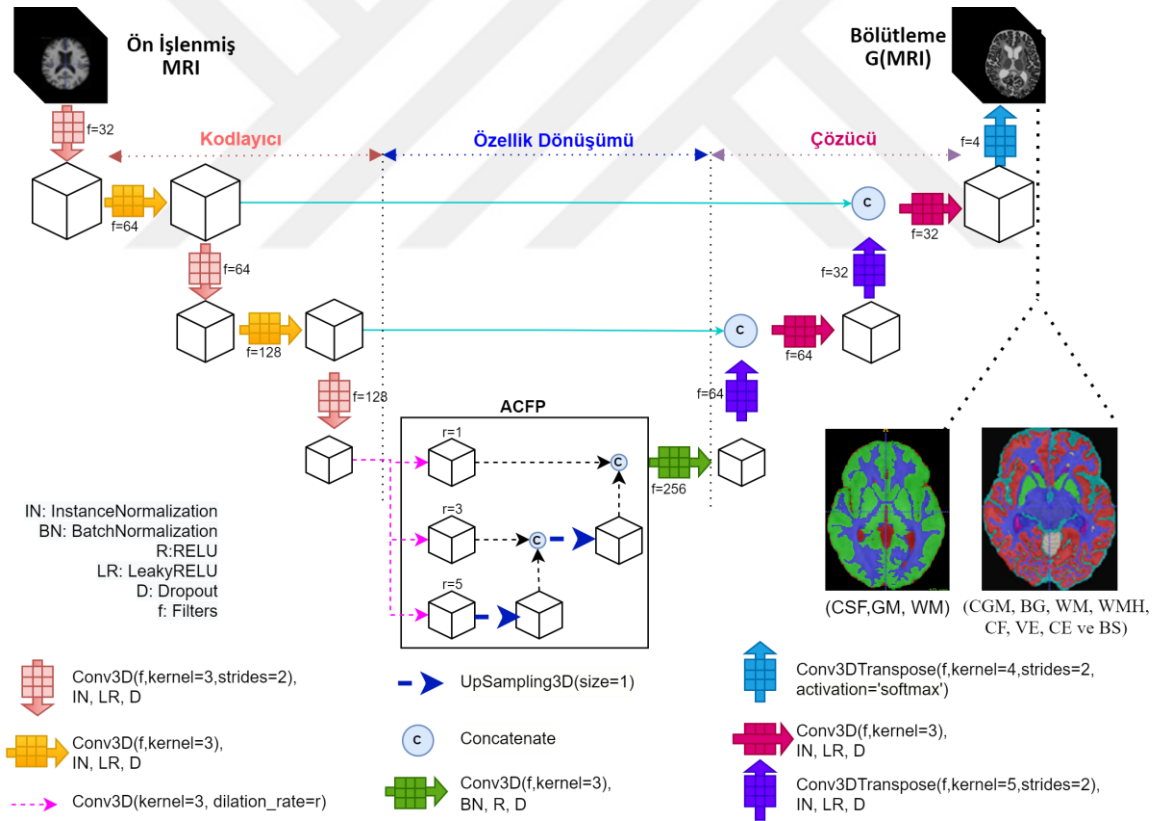 Ön İşlenmiş
MRI
Bölütleme
G(MRI)
f=32
f=4
Kodlayıcı
Özellik Dönüşümü
Çözücü
f=64
C
f=32
f=64
f=32
f=128
C
f=64
f=128
f=64
ACFP
r=1
C
f=256
r=3
C
r=5
IN: InstanceNormalization
BN: BatchNormalization
R:RELU
LR: LeakyRELU
D: Dropout
f: Filters
(CSF,GM, WM)
(CGM, BG, WM, WMH,
CF, VE, CE ve BS)
Conv3D(f,kernel=3,strides=2),
IN, LR, D
UpSampling3D(size=1)
Conv3DTranspose(f,kernel=4,strides=2,
activation='softmax')
Conv3D(f,kernel=3),
IN, LR, D
C
Concatenate
Conv3D(f,kernel=3),
IN, LR, D
Conv3D(kernel=3, dilation_rate=r)
Conv3D(f,kernel=3),
BN, R, D
Conv3DTranspose(f,kernel=5,strides=2),
IN, LR, D